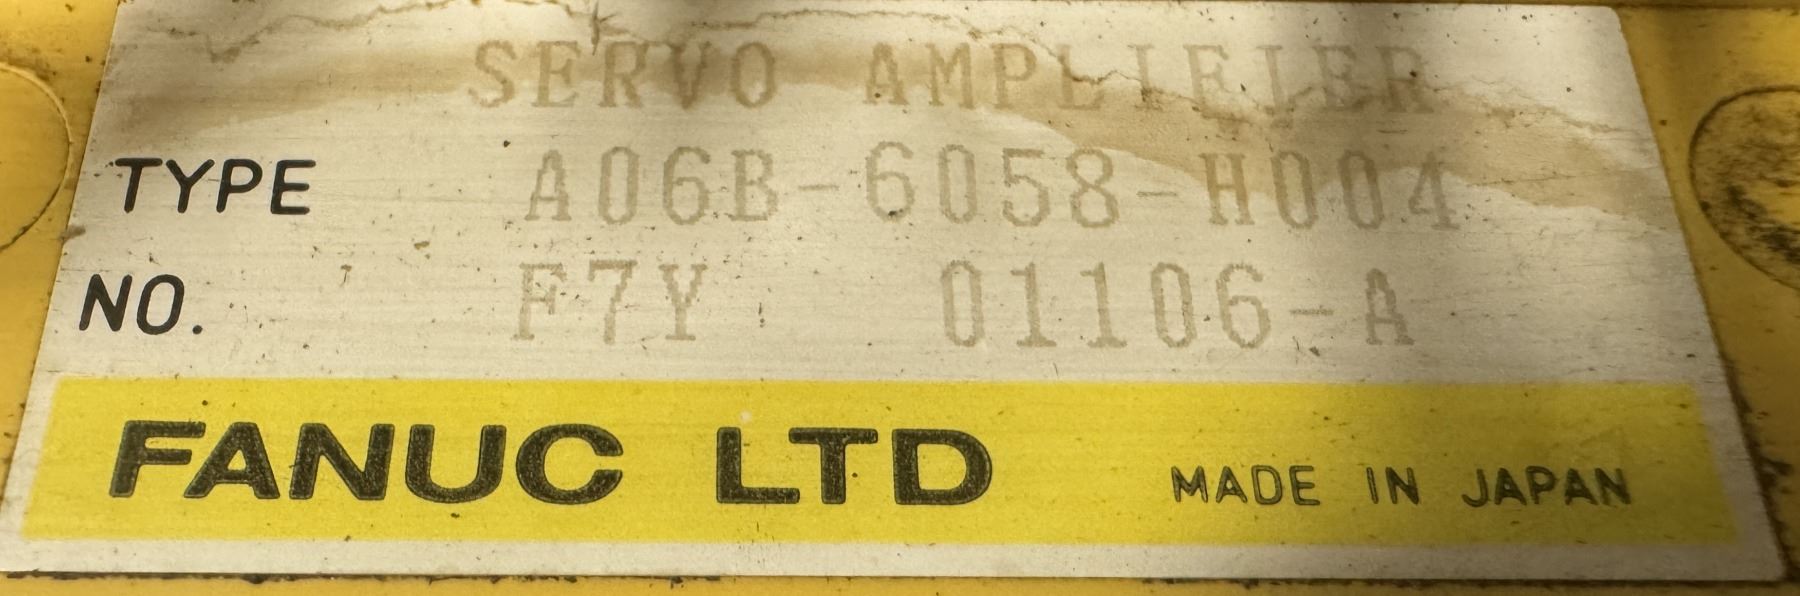 SERVO AMPLIFIER
TYPE A06B-6058-H004
NO. F7Y 01106-A
FANUC LTD MADE IN JAPAN